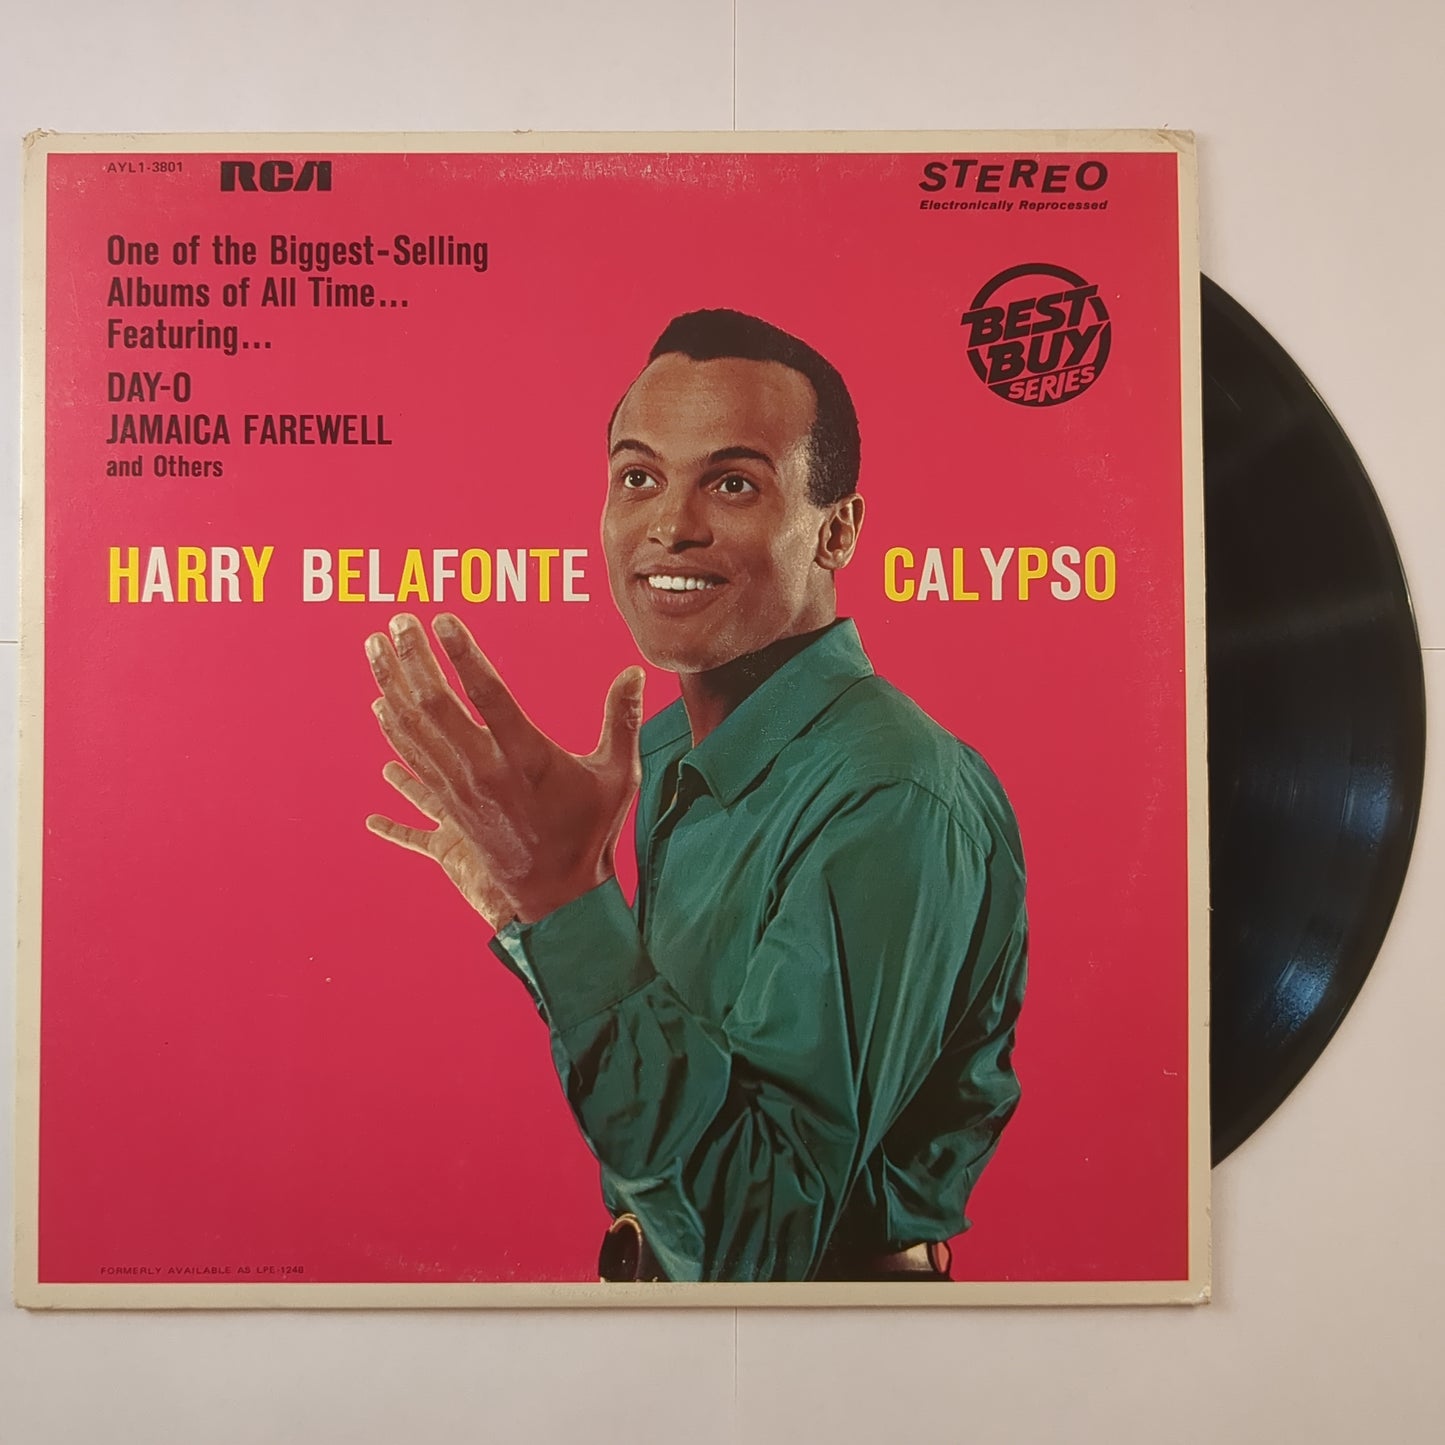 AYL1-3801
RCA
STEREO
Electronically Reprocessed
One of the Biggest-Selling
Albums of All Time...
Featuring...
DAY-O
JAMAICA FAREWELL
and Others
BEST
BUY
SERIES
HARRY BELAFONTE CALYPSO
FORMERLY AVAILABLE AS LPE-1248